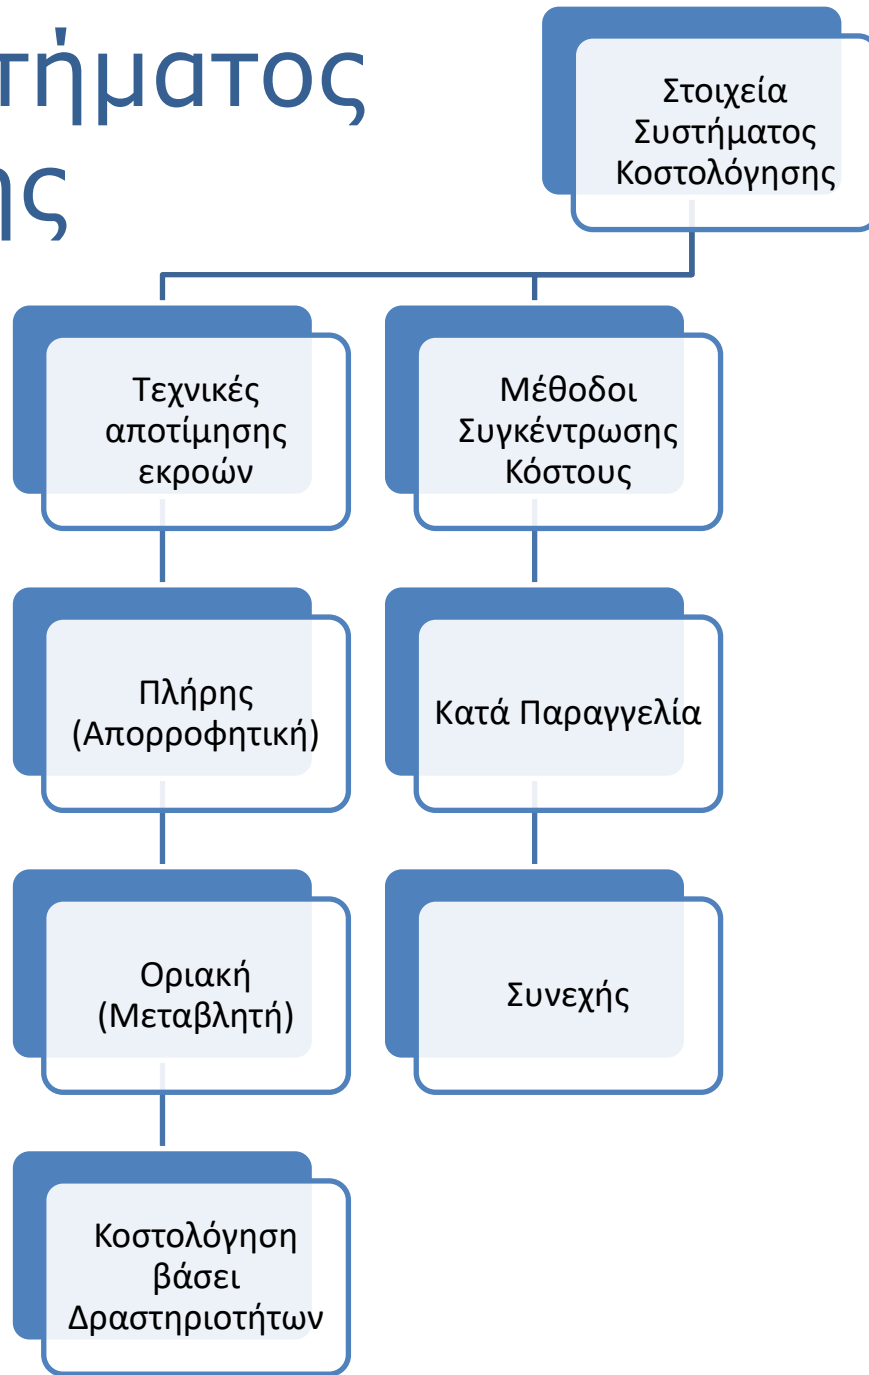 τήματος
ης
Στοιχεία
Συστήματος
Κοστολόγησης
Τεχνικές
αποτίμησης
εκροών
Μέθοδοι
Συγκέντρωσης
Κόστους
Πλήρης
(Απορροφητική)
Κατά Παραγγελία
Οριακή
(Μεταβλητή)
Συνεχής
Κοστολόγηση
βάσει
Δραστηριοτήτων